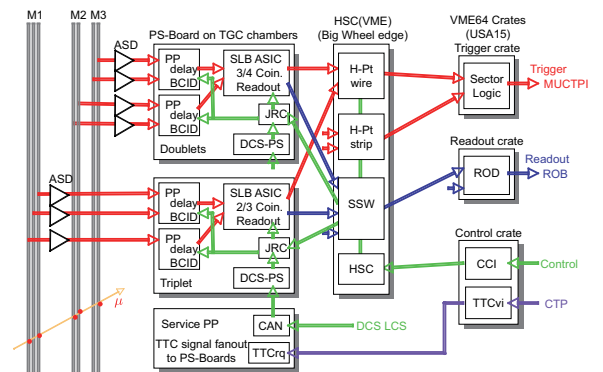 M1 M2 M3
ASD
PS-Board on TGC chambers
PP
delay
BCID
PP
delay
BCID
SLB ASIC
3/4 Coin.
Readout
JRC
DCS-PS
Doublets
ASD
PP
delay
BCID
PP
delay
BCID
SLB ASIC
2/3 Coin.
Readout
JRC
DCS-PS
Triplet
μ
Service PP
CAN
TTC signal fanout
to PS-Boards
TTCrq
DCS LCS
HSC(VME)
(Big Wheel edge)
H-Pt
wire
H-Pt
strip
SSW
HSC
VME64 Crates
(USA15)
Trigger crate
Sector
Logic
Trigger
MUCTPI
Readout crate
ROD
Readout
ROB
Control crate
CCI
Control
TTCvi
CTP